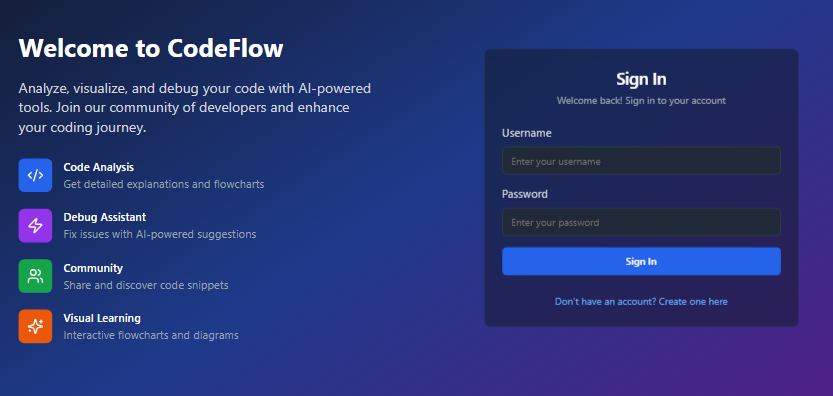 Welcome to CodeFlow
Analyze, visualize, and debug your code with AI-powered
tools. Join our community of developers and enhance
your coding journey.
Code Analysis
Get detailed explanations and flowcharts
Debug Assistant
Fix issues with AI-powered suggestions
Community
Share and discover code snippets
Visual Learning
Interactive flowcharts and diagrams
Sign In
Welcome back! Sign in to your account
Username
Enter your username
Password
Enter your password
Sign In
Don't have an account? Create one here